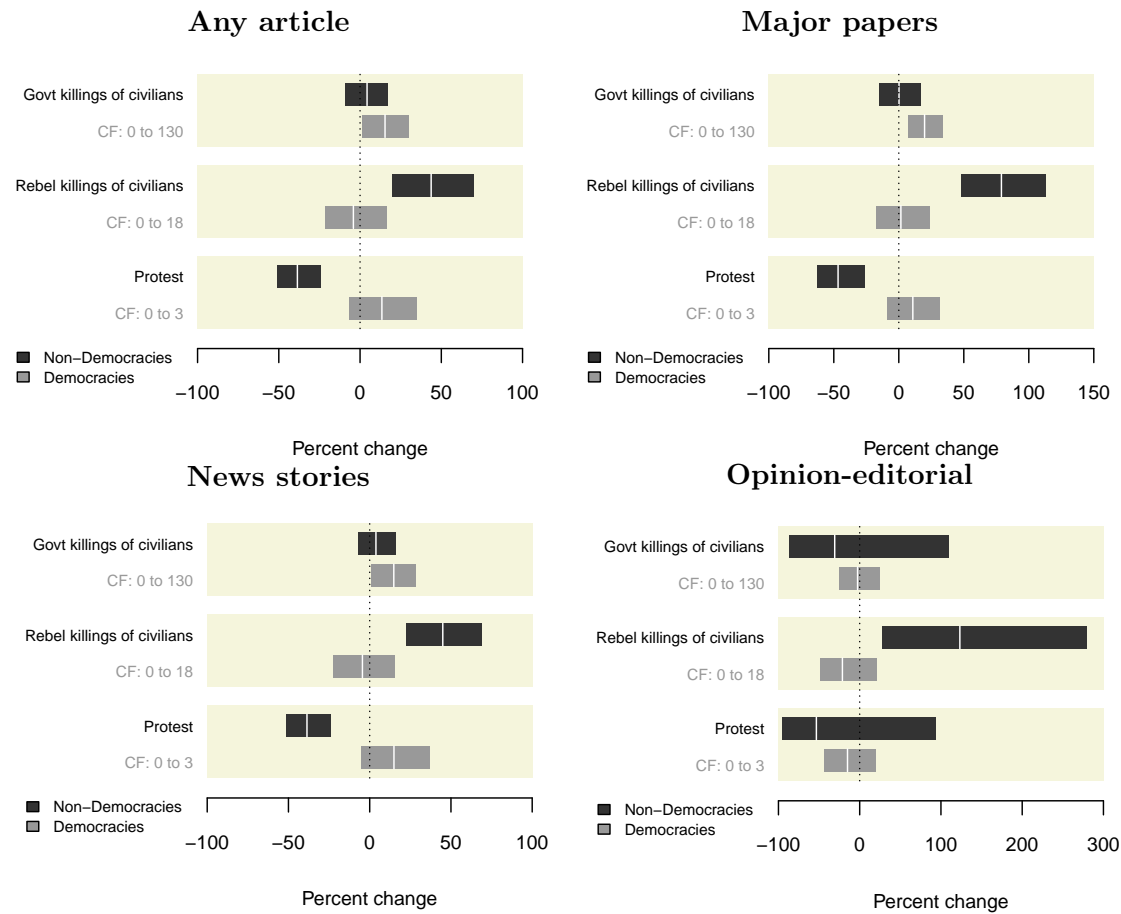 Any article
Govt killings of civilians
CF: 0 to 130
Rebel killings of civilians
CF: 0 to 18
Protest
CF: 0 to 3
Non−Democracies
Democracies
−100 −50 0 50 100
Percent change
Major papers
Govt killings of civilians
CF: 0 to 130
Rebel killings of civilians
CF: 0 to 18
Protest
CF: 0 to 3
Non−Democracies
Democracies
−100 −50 0 50 100 150
Percent change
News stories
Govt killings of civilians
CF: 0 to 130
Rebel killings of civilians
CF: 0 to 18
Protest
CF: 0 to 3
Non−Democracies
Democracies
−100 −50 0 50 100
Percent change
Opinion-editorial
Govt killings of civilians
CF: 0 to 130
Rebel killings of civilians
CF: 0 to 18
Protest
CF: 0 to 3
Non−Democracies
Democracies
−100 0 100 200 300
Percent change